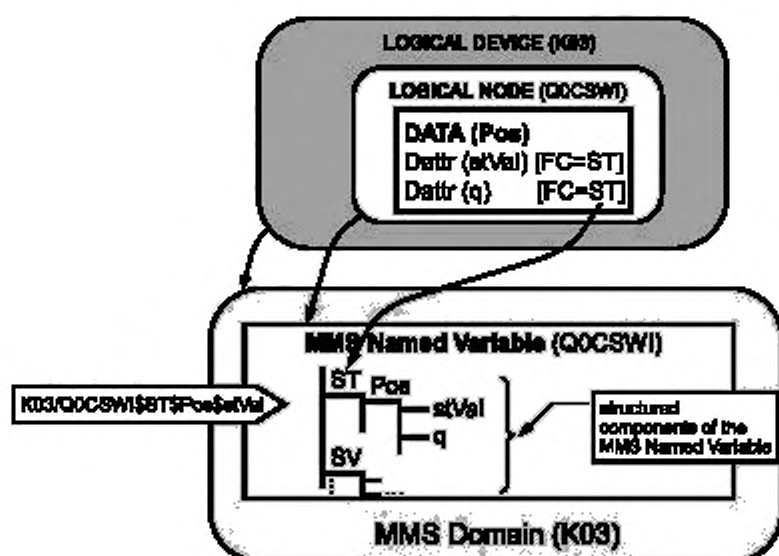 LOGICAL DEVICE (K03)
LOGICAL NODE (Q0CSWI)
DATA (Pos)
Dattr (stVal) [FC=ST]
Dattr (q) [FC=ST]
MMS Named Variable (Q0CSWI)
ST
Pos
stVal
q
SV
...
K03/Q0CSWI$ST$Pos$stVal
structured
components of the
MMS Named Variable
MMS Domain (K03)